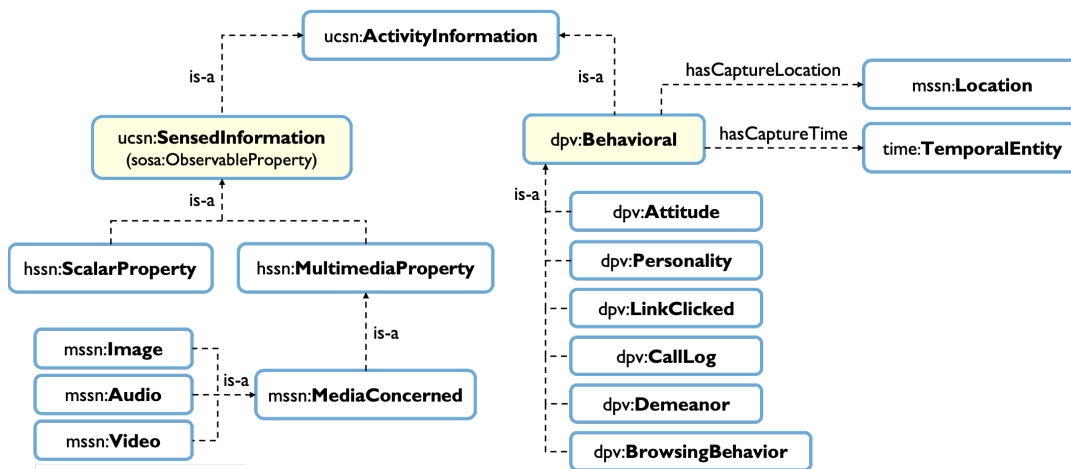 ucsn:ActivityInformation
is-a
is-a
hasCaptureLocation
mssn:Location
ucsn:SensedInformation
(sosa:ObservableProperty)
dpv:Behavioral
hasCaptureTime
time:TemporalEntity
is-a
is-a
dpv:Attitude
hssn:ScalarProperty
hssn:MultimediaProperty
dpv:Personality
dpv:LinkClicked
is-a
mssn:Image
dpv:CallLog
is-a
mssn:Audio
mssn:MediaConcerned
dpv:Demeanor
mssn:Video
dpv:BrowsingBehavior